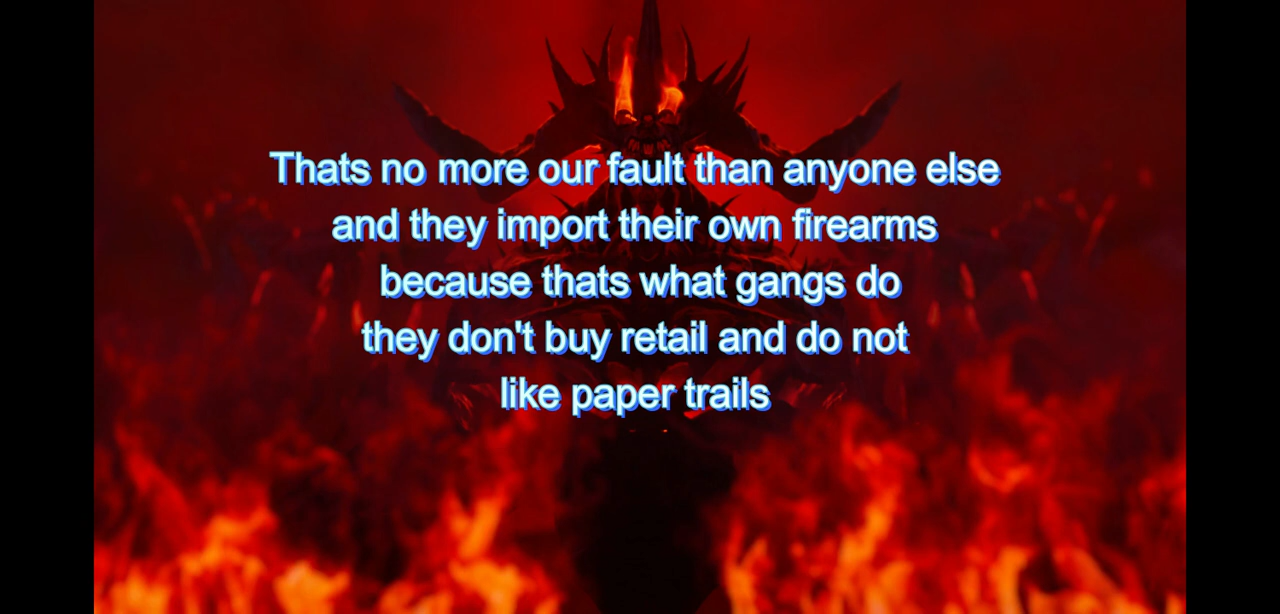 Thats no more our fault than anyone else
and they import their own firearms
because thats what gangs do
they don't buy retail and do not
like paper trails